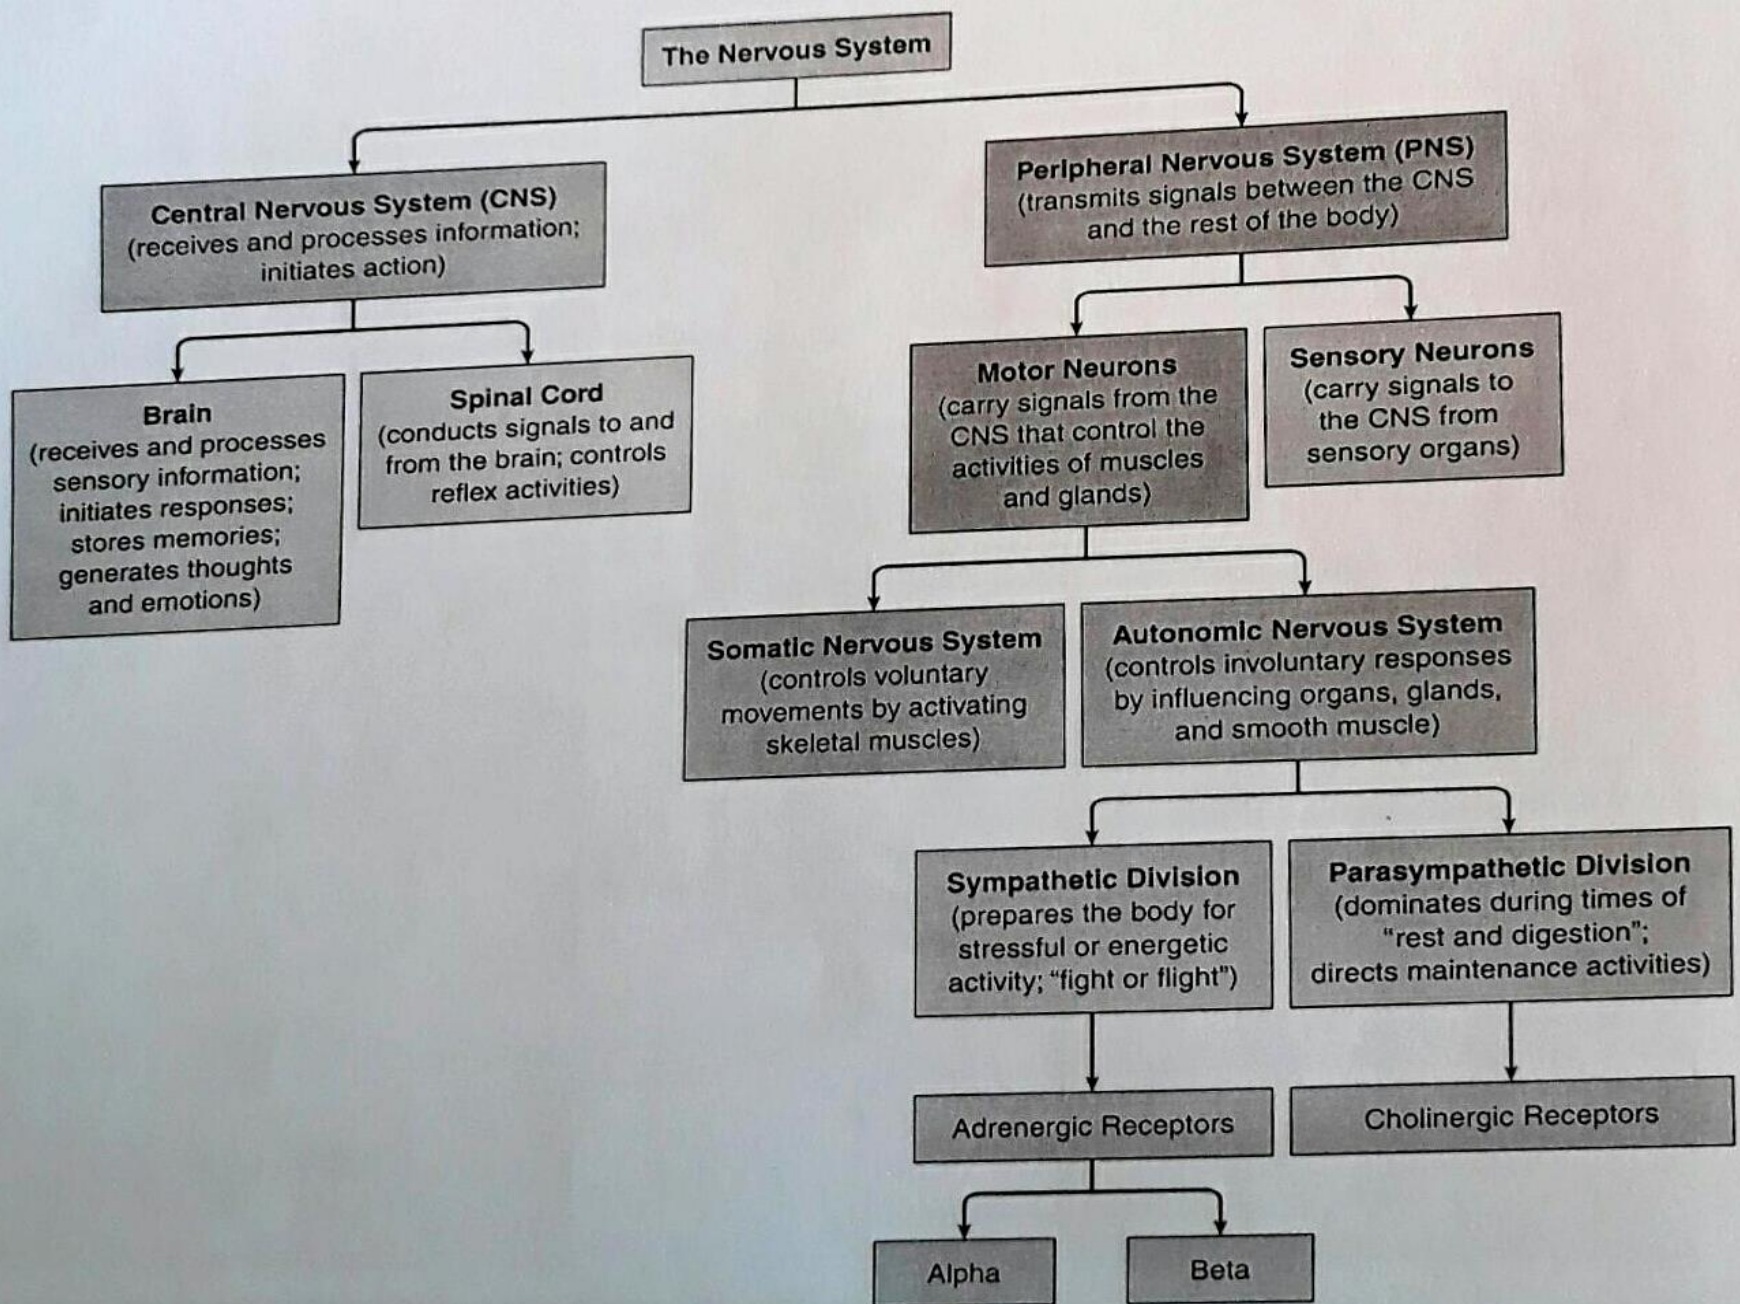 The Nervous System
Central Nervous System (CNS)
(receives and processes information;
initiates action)
Peripheral Nervous System (PNS)
(transmits signals between the CNS
and the rest of the body)
Brain
(receives and processes
sensory information;
initiates responses;
stores memories;
generates thoughts
and emotions)
Spinal Cord
(conducts signals to and
from the brain; controls
reflex activities)
Motor Neurons
(carry signals from the
CNS that control the
activities of muscles
and glands)
Sensory Neurons
(carry signals to
the CNS from
sensory organs)
Somatic Nervous System
(controls voluntary
movements by activating
skeletal muscles)
Autonomic Nervous System
(controls involuntary responses
by influencing organs, glands,
and smooth muscle)
Sympathetic Division
(prepares the body for
stressful or energetic
activity; “fight or flight”)
Parasympathetic Division
(dominates during times of
“rest and digestion”;
directs maintenance activities)
Adrenergic Receptors
Cholinergic Receptors
Alpha
Beta